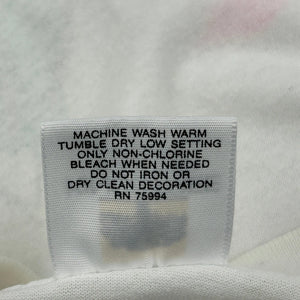 MACHINE WASH WARM
TUMBLE DRY LOW SETTING
ONLY NON-CHLORINE
BLEACH WHEN NEEDED
DO NOT IRON OR
DRY CLEAN DECORATION
RN 75994